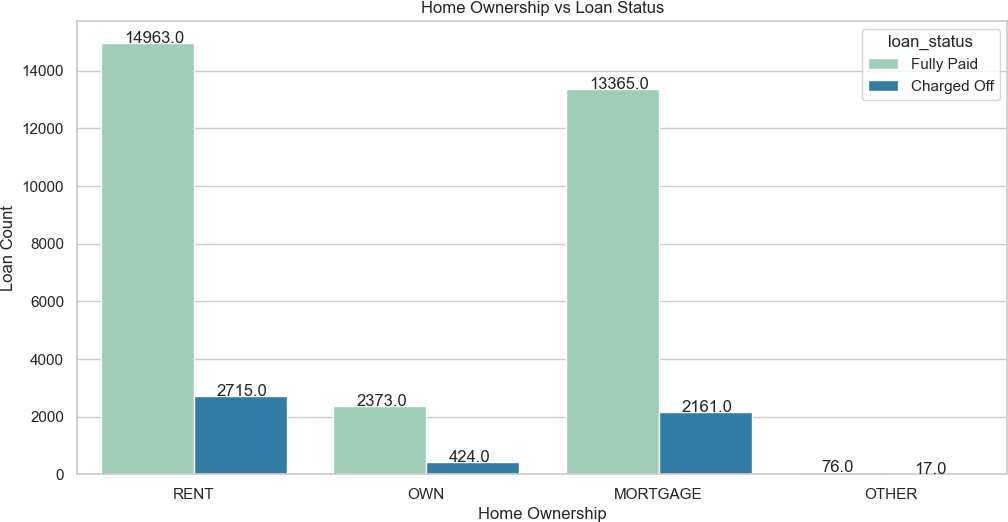 Home Ownership vs Loan Status
14963.0
loan_status
Fully Paid
Charged Off
14000
13365.0
12000
10000
8000
6000
4000
2000
0
Loan Count
2715.0
2373.0
424.0
2161.0
76.0
17.0
RENT
OWN
MORTGAGE
OTHER
Home Ownership